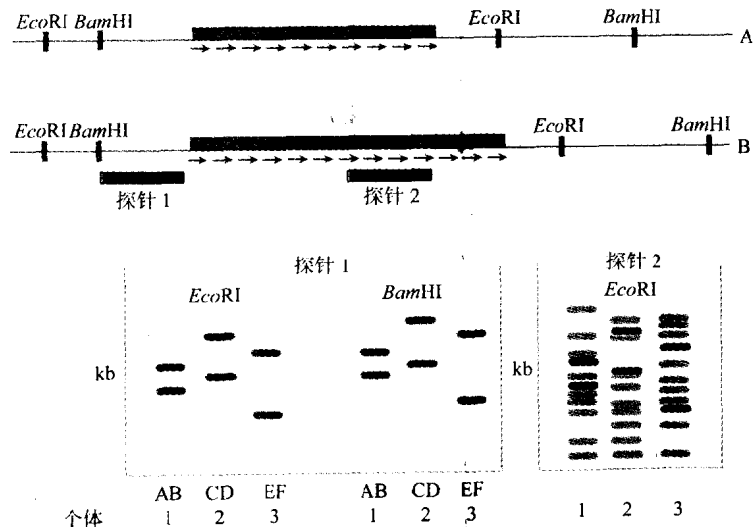 EcoRI BamHI EcoRI BamHI
A
EcoRI BamHI EcoRI BamHI
B
探针 1 探针 2
探针 1 探针 2
EcoRI BamHI EcoRI
kb kb
AB CD EF AB CD EF
个体 1 2 3 1 2 3 1 2 3